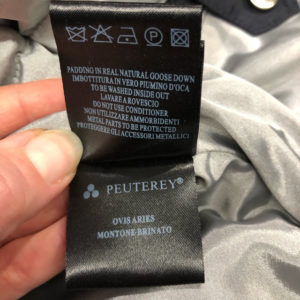 PADDING IN REAL NATURAL GOOSE DOWN
IMBOTTITURA IN VERO PIUMINO D'OCA
TO BE WASHED INSIDE OUT
LAVARE A ROVESCIO
DO NOT USE CONDITIONER
NON UTILIZZARE AMMORBIDENTI
METAL PARTS TO BE PROTECTED
PROTEGGERE GLI ACCESSORI METALLICI
PEUTEREY®
OVIS ARIES
MONTONE-BRINATO